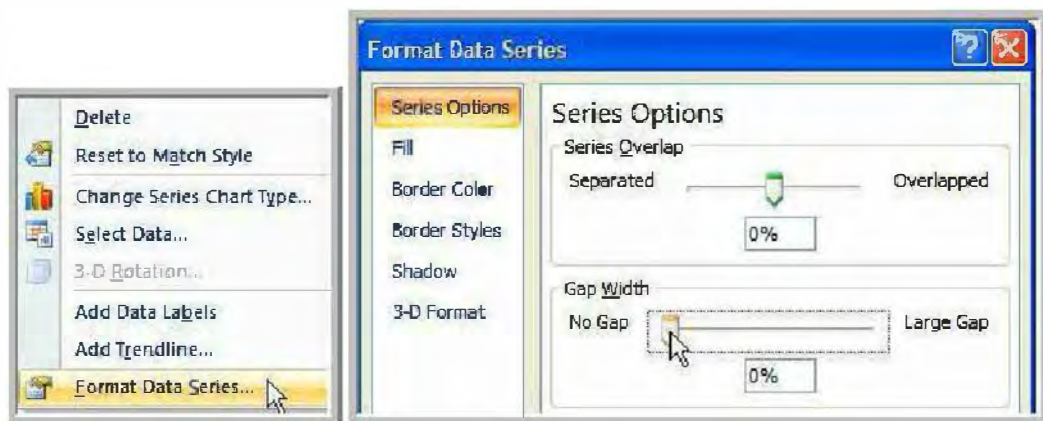 Delete
Reset to Match Style
Change Series Chart Type...
Select Data...
3-D Rotation...
Add Data Labels
Add Trendline...
Format Data Series...
Format Data Series
Series Options
Fill
Border Color
Border Styles
Shadow
3-D Format
Series Options
Series Overlap
Separated Overlapped
0%
Gap Width
No Gap Large Gap
0%